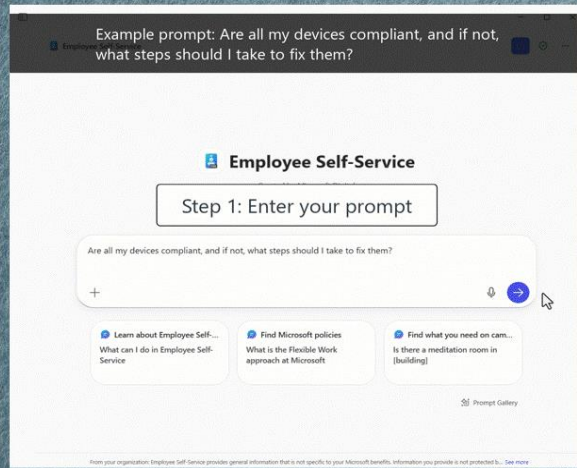 Example prompt: Are all my devices compliant, and if not,
what steps should I take to fix them?
Employee Self-Service
Employee Self-Service
Step 1: Enter your prompt
Are all my devices compliant, and if not, what steps should I take to fix them?
Learn about Employee Self-...
What can I do in Employee Self-
Service
Find Microsoft policies
What is the Flexible Work
approach at Microsoft
Find what you need on cam...
Is there a meditation room in
[building]
Prompt Gallery
From your organization: Employee Self-Service provides general information that is not specific to your Microsoft benefits. Information you provide is not protected b... See more